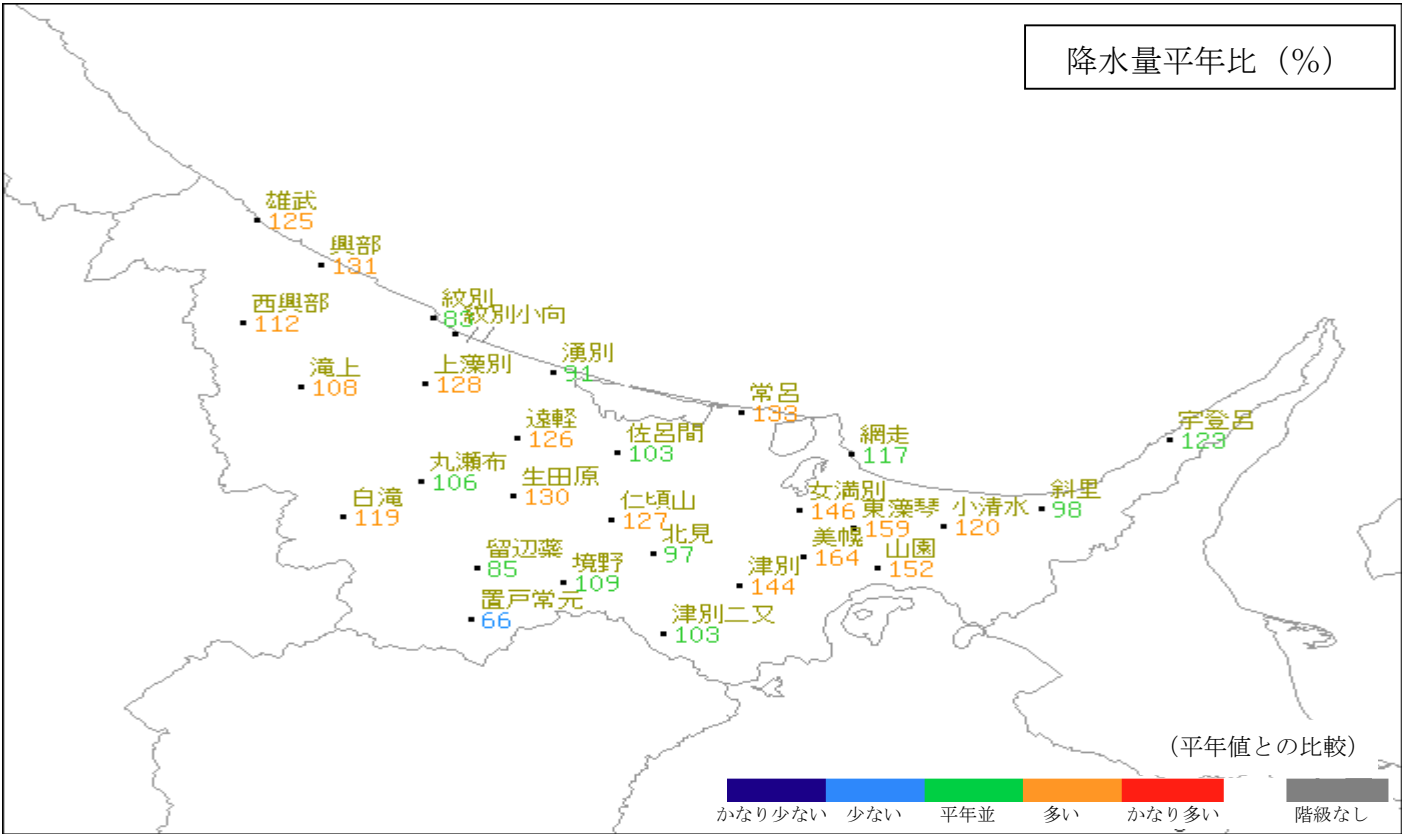 降水量平年比（％）
雄武
125
興部
131
西興部
112
紋別
83
紋別小向
滝上
108
上藻別
128
湧別
91
常呂
133
遠軽
126
佐呂間
103
網走
117
宇登呂
123
丸瀬布
106
生田原
130
白滝
119
仁頃山
127
女満別
146
東藻琴
159
小清水
120
斜里
98
北見
97
美幌
164
山園
152
留辺蘂
85
境野
109
津別
144
置戸常元
66
津別二又
103
（平年値との比較）
かなり少ない 少ない 平年並 多い かなり多い 階級なし